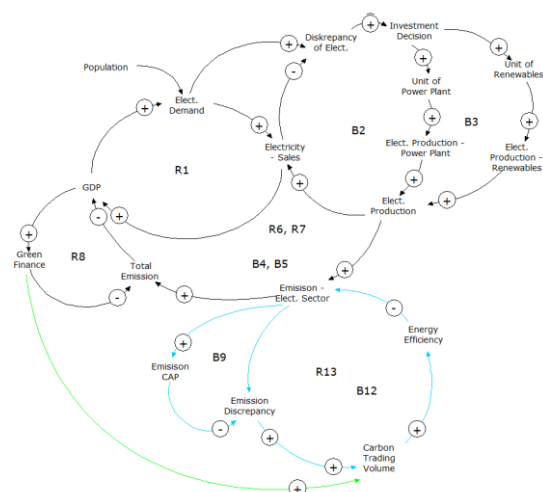 Diskrepancy
of Elect.
+
Investment
Decision
+
-
+
+
Unit of
Renewables
Population
Unit of
Power Plant
Elect.
Demand
+
+
+
B2
B3
Electricity
- Sales
Elect. Production -
Power Plant
Elect.
Production -
Renewables
R1
+
+
GDP
Elect.
Production
+
-
+
+
R6, R7
Green
Finance
R8
Total
Emission
B4, B5
+
-
+
Emision -
Elect. Sector
-
Energy
Efficiency
+
B9
Emisison
CAP
R13
B12
Emission
Discrepancy
-
+
+
+
Carbon
Trading
Volume
+